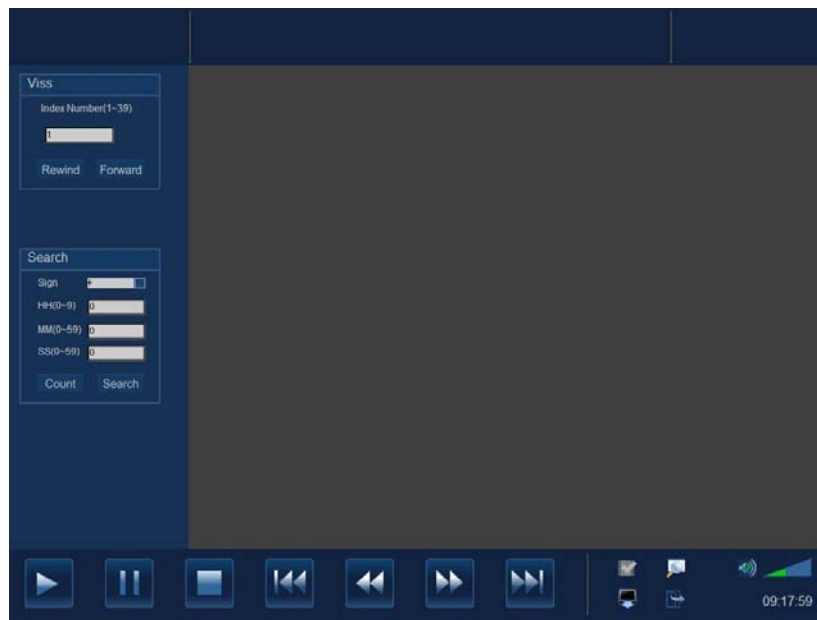 Viss
Index Number(1~39)
1
Rewind Forward
Search
Sign +
HH(0~9) 0
MM(0~59) 0
SS(0~59) 0
Count Search
09:17:59